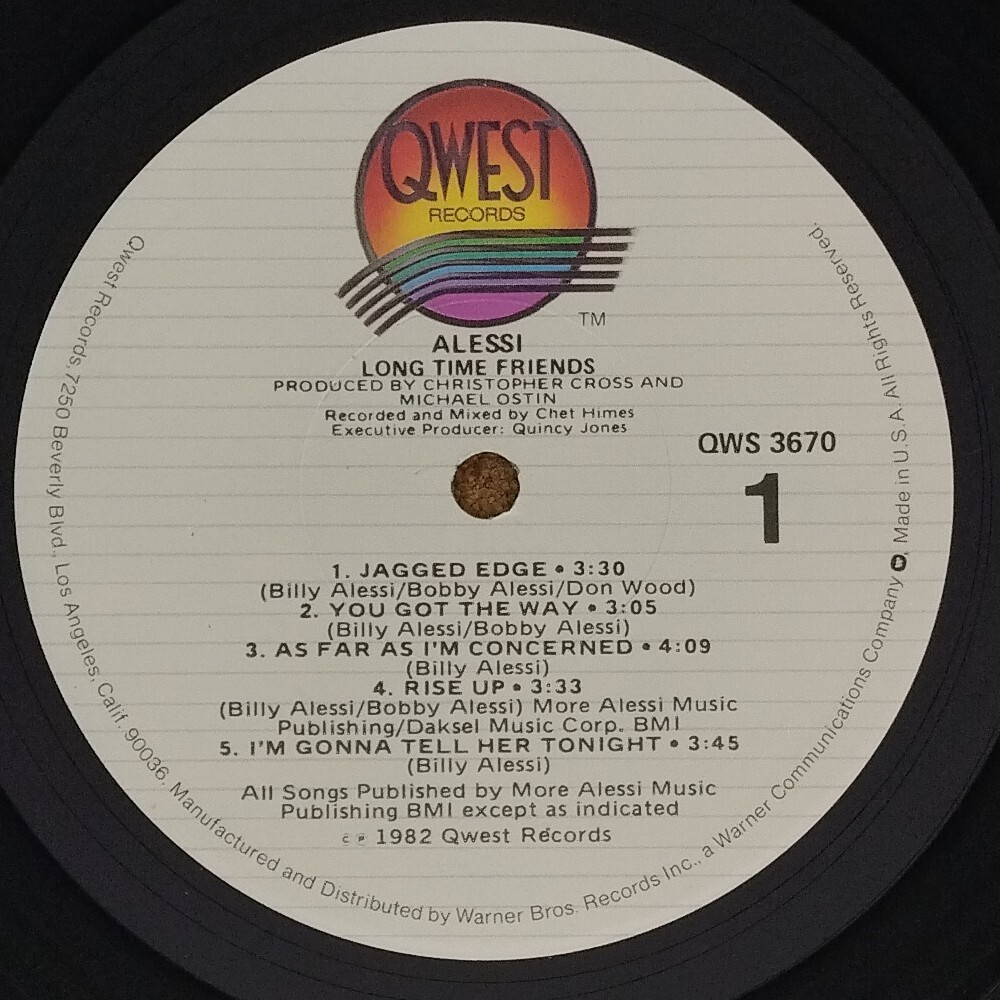 QWEST
RECORDS
TM
ALESSI
LONG TIME FRIENDS
PRODUCED BY CHRISTOPHER CROSS AND
MICHAEL OSTIN
Recorded and Mixed by Chet Himes
Executive Producer: Quincy Jones
QWS 3670
1
1. JAGGED EDGE • 3:30
(Billy Alessi/Bobby Alessi/Don Wood)
2. YOU GOT THE WAY • 3:05
(Billy Alessi/Bobby Alessi)
3. AS FAR AS I'M CONCERNED • 4:09
(Billy Alessi)
4. RISE UP • 3:33
(Billy Alessi/Bobby Alessi) More Alessi Music
Publishing/Daksel Music Corp. BMI
5. I'M GONNA TELL HER TONIGHT • 3:45
(Billy Alessi)
All Songs Published by More Alessi Music
Publishing BMI except as indicated
© ℗ 1982 Qwest Records
Qwest Records, 7250 Beverly Blvd., Los Angeles, Calif. 90036. Manufactured and Distributed by Warner Bros. Records Inc., a Warner Communications Company. Made in U.S.A. All Rights Reserved.